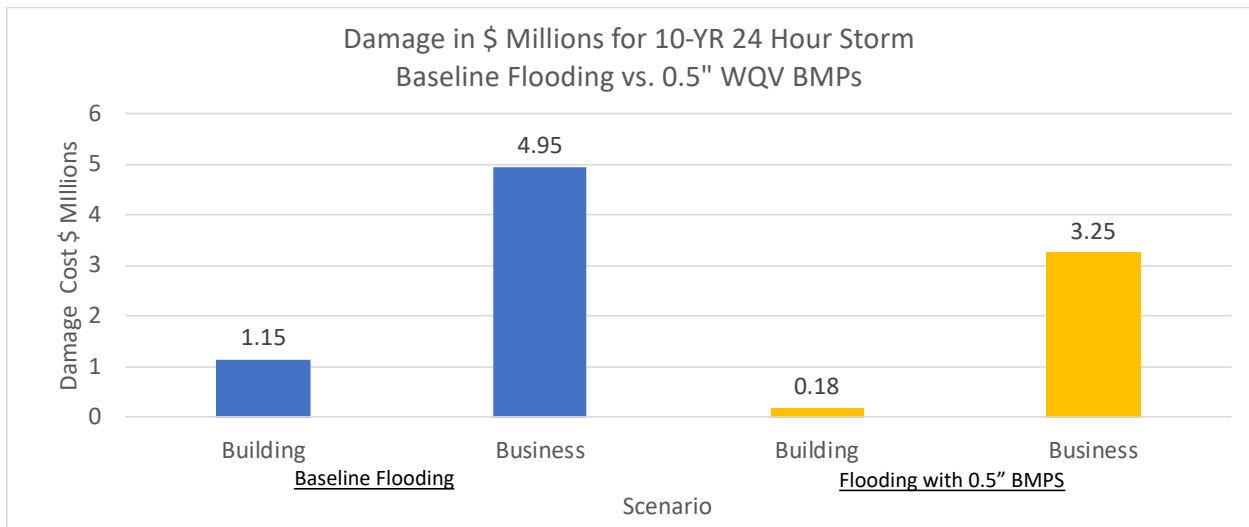 Damage in $ Millions for 10-YR 24 Hour Storm
Baseline Flooding vs. 0.5" WQV BMPs
Damage Cost $ MIllions
6
5
4
3
2
1
0
1.15
4.95
0.18
3.25
Building
Business
Building
Business
Baseline Flooding
Flooding with 0.5” BMPS
Scenario